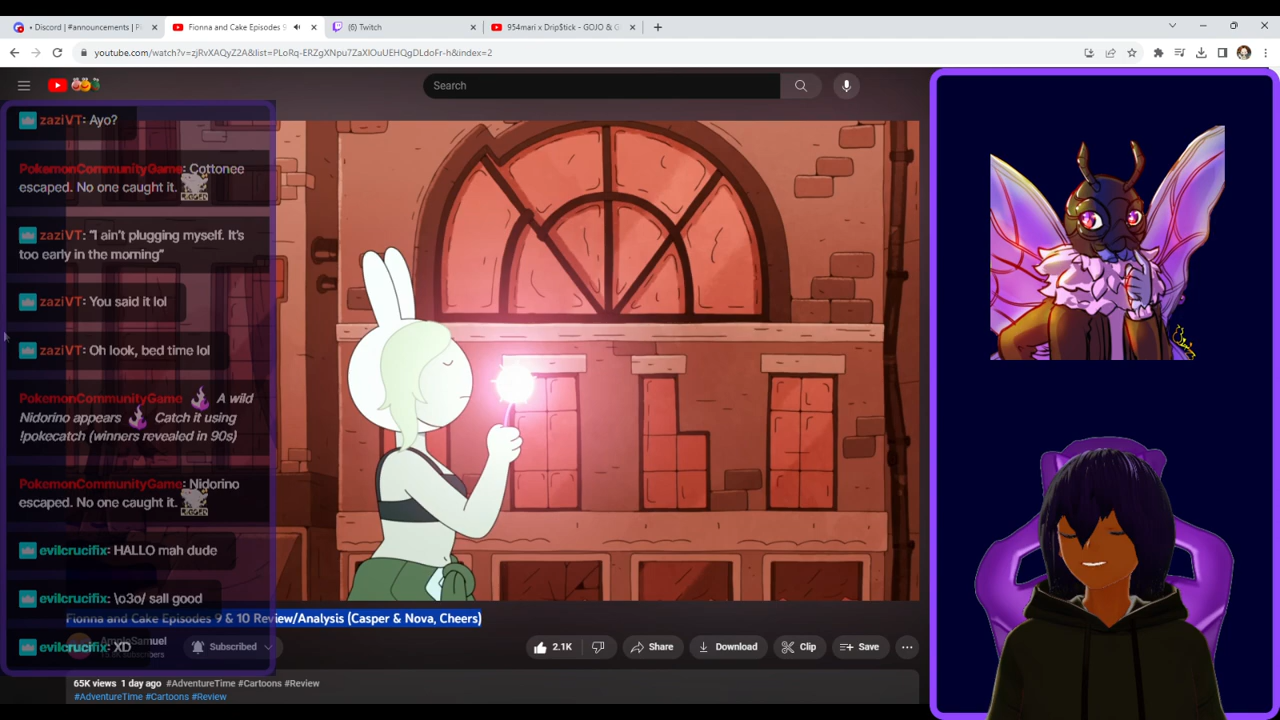 • Discord | #announcements | P
Fionna and Cake Episodes 9
(6) Twitch
954mari x Drip$tick - GOJO & G
youtube.com/watch?v=zjRvXAQyZ2A&list=PLoRq-ERZgXNpu7ZaXlOuUEHQgDLdoFr-h&index=2
Search
zaziVT: Ayo?
PokemonCommunityGame: Cottonee
escaped. No one caught it.
zaziVT: “I ain’t plugging myself. It’s
too early in the morning”
zaziVT: You said it lol
zaziVT: Oh look, bed time lol
PokemonCommunityGame A wild
Nidorino appears Catch it using
!pokecatch (winners revealed in 90s)
PokemonCommunityGame: Nidorino
escaped. No one caught it.
evilcrucifix: HALLO mah dude
evilcrucifix: \o3o/ sall good
Fionna and Cake Episodes 9 & 10 Review/Analysis (Casper & Nova, Cheers)
evilcrucifix: XD
Subscribed
2.1K
Share
Download
Clip
Save
65K views 1 day ago #AdventureTime #Cartoons #Review
#AdventureTime #Cartoons #Review